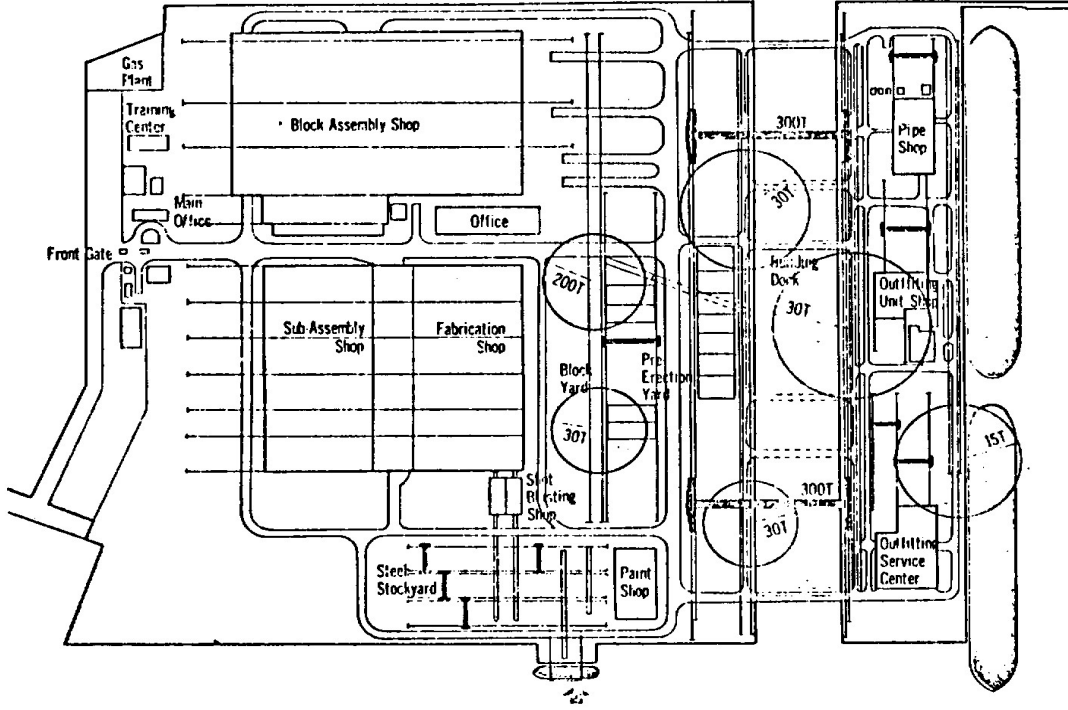 Gas
Plant
Training
Center
Block Assembly Shop
Main
Office
Office
Front Gate
Sub-Assembly
Shop
Fabrication
Shop
200T
30T
Block
Yard
Pre
Erection
Yard
Shot
Blasting
Shop
Steel
Stockyard
Paint
Shop
300T
30T
Building
Dock
30T
300T
30T
Pipe
Shop
Outfitting
Unit Shop
15T
Outfitting
Service
Center